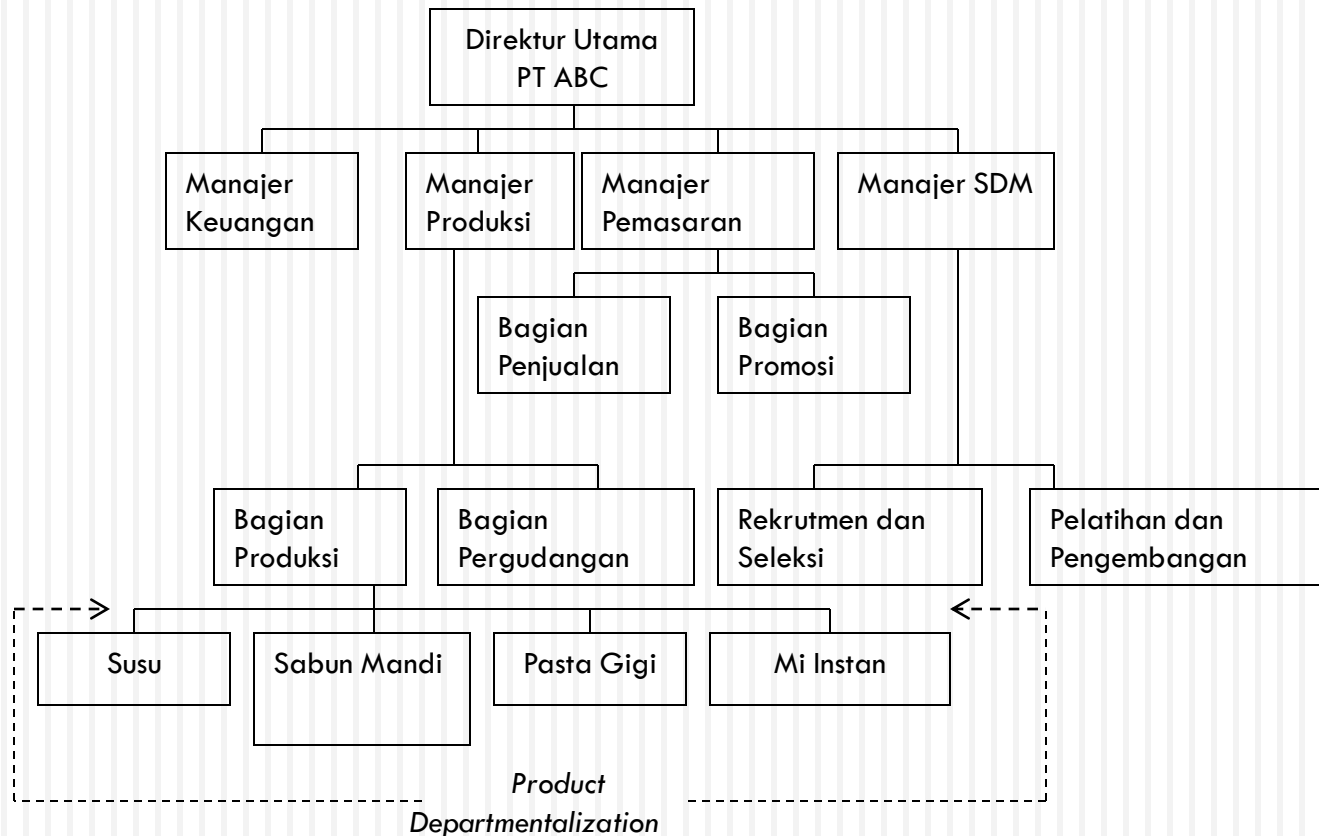 Direktur Utama
PT ABC
Manajer
Keuangan
Manajer
Produksi
Manajer
Pemasaran
Manajer SDM
Bagian
Penjualan
Bagian
Promosi
Bagian
Produksi
Bagian
Pergudangan
Rekrutmen dan
Seleksi
Pelatihan dan
Pengembangan
Susu
Sabun Mandi
Pasta Gigi
Mi Instan
Product
Departmentalization